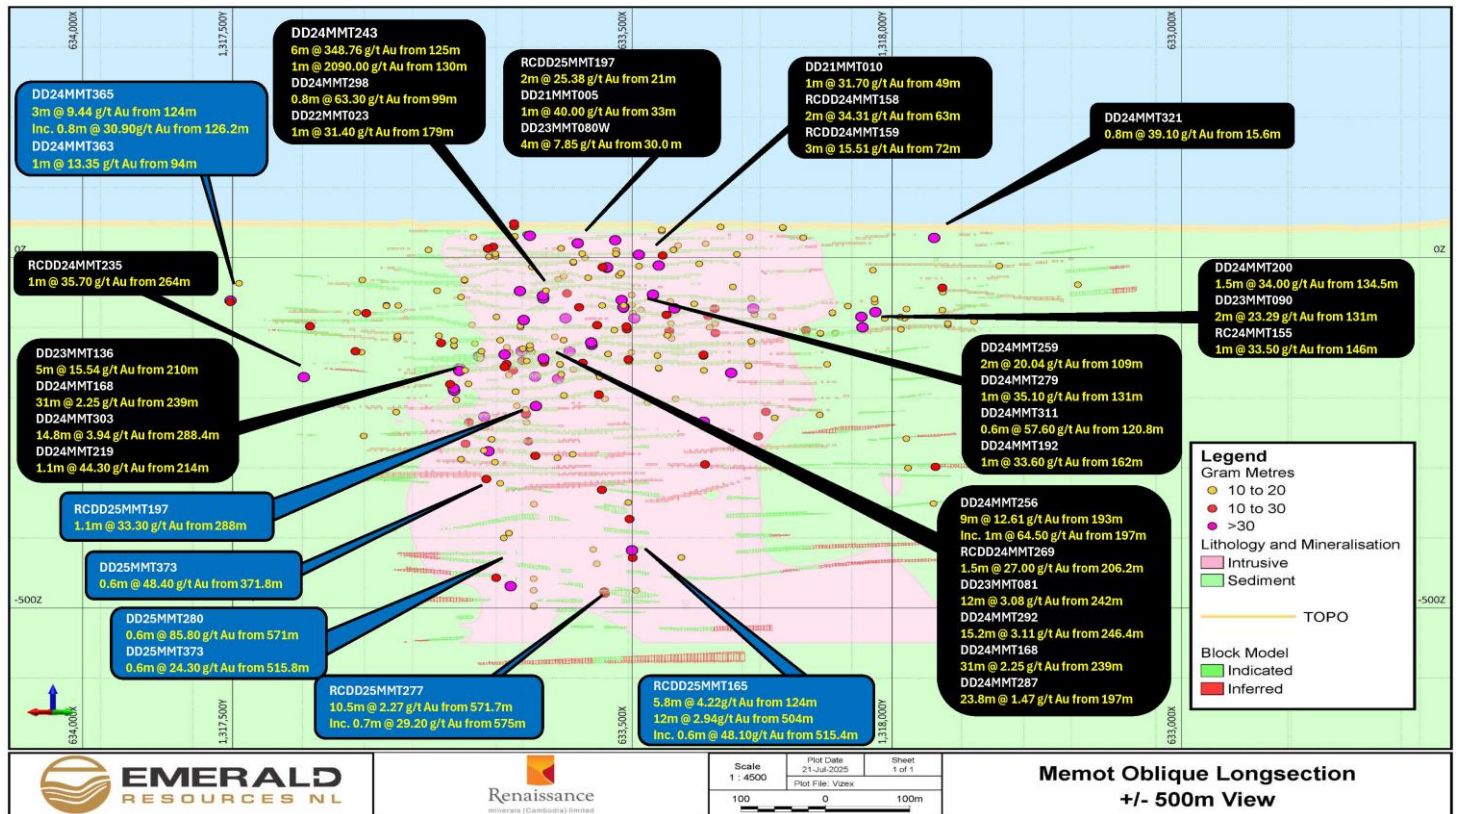 634,000X
1,317,500Y
633,500X
1,318,000Y
633,000X
DD24MMT243
6m @ 348.76 g/t Au from 125m
1m @ 2090.00 g/t Au from 130m
DD24MMT298
0.8m @ 63.30 g/t Au from 99m
DD22MMT023
1m @ 31.40 g/t Au from 179m
RCDD25MMT197
2m @ 25.38 g/t Au from 21m
DD21MMT005
1m @ 40.00 g/t Au from 33m
DD23MMT080W
4m @ 7.85 g/t Au from 30.0 m
DD21MMT010
1m @ 31.70 g/t Au from 49m
RCDD24MMT158
2m @ 34.31 g/t Au from 63m
RCDD24MMT159
3m @ 15.51 g/t Au from 72m
DD24MMT321
0.8m @ 39.10 g/t Au from 15.6m
DD24MMT365
3m @ 9.44 g/t Au from 124m
Inc. 0.8m @ 30.90g/t Au from 126.2m
DD24MMT363
1m @ 13.35 g/t Au from 94m
0Z
0Z
RCDD24MMT235
1m @ 35.70 g/t Au from 264m
DD24MMT200
1.5m @ 34.00 g/t Au from 134.5m
DD23MMT090
2m @ 23.29 g/t Au from 131m
RC24MMT155
1m @ 33.50 g/t Au from 146m
DD23MMT136
5m @ 15.54 g/t Au from 210m
DD24MMT168
31m @ 2.25 g/t Au from 239m
DD24MMT303
14.8m @ 3.94 g/t Au from 288.4m
DD24MMT219
1.1m @ 44.30 g/t Au from 214m
DD24MMT259
2m @ 20.04 g/t Au from 109m
DD24MMT279
1m @ 35.10 g/t Au from 131m
DD24MMT311
0.6m @ 57.60 g/t Au from 120.8m
DD24MMT192
1m @ 33.60 g/t Au from 162m
RCDD25MMT197
1.1m @ 33.30 g/t Au from 288m
DD25MMT373
0.6m @ 48.40 g/t Au from 371.8m
DD24MMT256
9m @ 12.61 g/t Au from 193m
Inc. 1m @ 64.50 g/t Au from 197m
RCDD24MMT269
1.5m @ 27.00 g/t Au from 206.2m
DD23MMT081
12m @ 3.08 g/t Au from 242m
DD24MMT292
15.2m @ 3.11 g/t Au from 246.4m
DD24MMT168
31m @ 2.25 g/t Au from 239m
DD24MMT287
23.8m @ 1.47 g/t Au from 197m
Legend
Gram Metres
10 to 20
10 to 30
>30
Lithology and Mineralisation
Intrusive
Sediment
TOPO
Block Model
Indicated
Inferred
-500Z
-500Z
DD25MMT280
0.6m @ 85.80 g/t Au from 571m
DD25MMT373
0.6m @ 24.30 g/t Au from 515.8m
RCDD25MMT277
10.5m @ 2.27 g/t Au from 571.7m
Inc. 0.7m @ 29.20 g/t Au from 575m
RCDD25MMT165
5.8m @ 4.22g/t Au from 124m
12m @ 2.94g/t Au from 504m
Inc. 0.6m @ 48.10g/t Au from 515.4m
634,000X
1,317,500Y
633,500X
1,318,000Y
633,000X
EMERALD
RESOURCES NL
Renaissance
minerals (Cambodia) limited
Scale
1 : 4500
Plot Date
21-Jul-2025
Sheet
1 of 1
Plot File: Vizex
100 0 100m
Memot Oblique Longsection
+/- 500m View